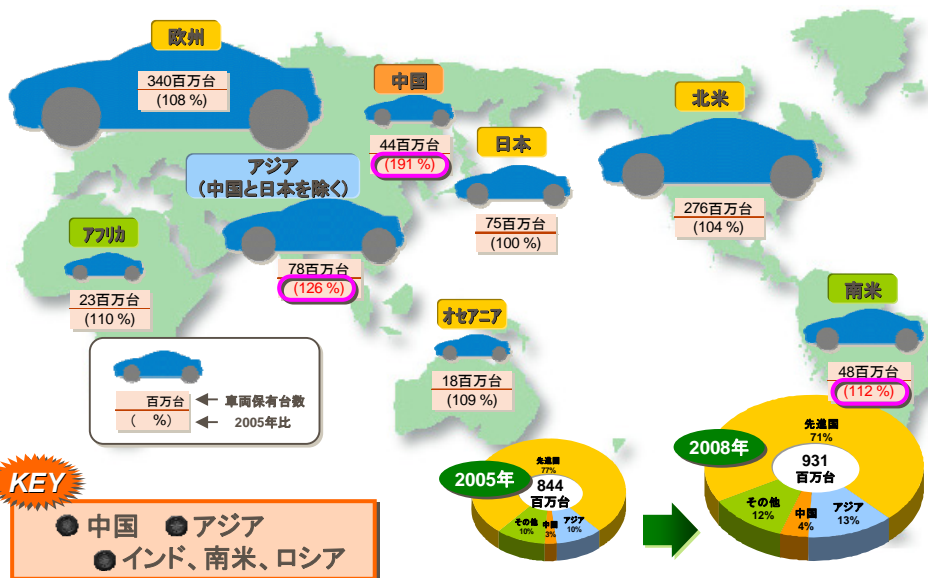 欧州
340百万台
(108 %)
中国
44百万台
(191 %)
日本
75百万台
(100 %)
北米
276百万台
(104 %)
アジア
(中国と日本を除く)
78百万台
(126 %)
アフリカ
23百万台
(110 %)
オセアニア
18百万台
(109 %)
南米
48百万台
(112 %)
百万台
( %)
車両保有台数
2005年比
2005年
先進国
77%
844
百万台
その他
10%
中国
3%
アジア
10%
2008年
先進国
71%
931
百万台
その他
12%
中国
4%
アジア
13%
KEY
中国 アジア
インド、南米、ロシア